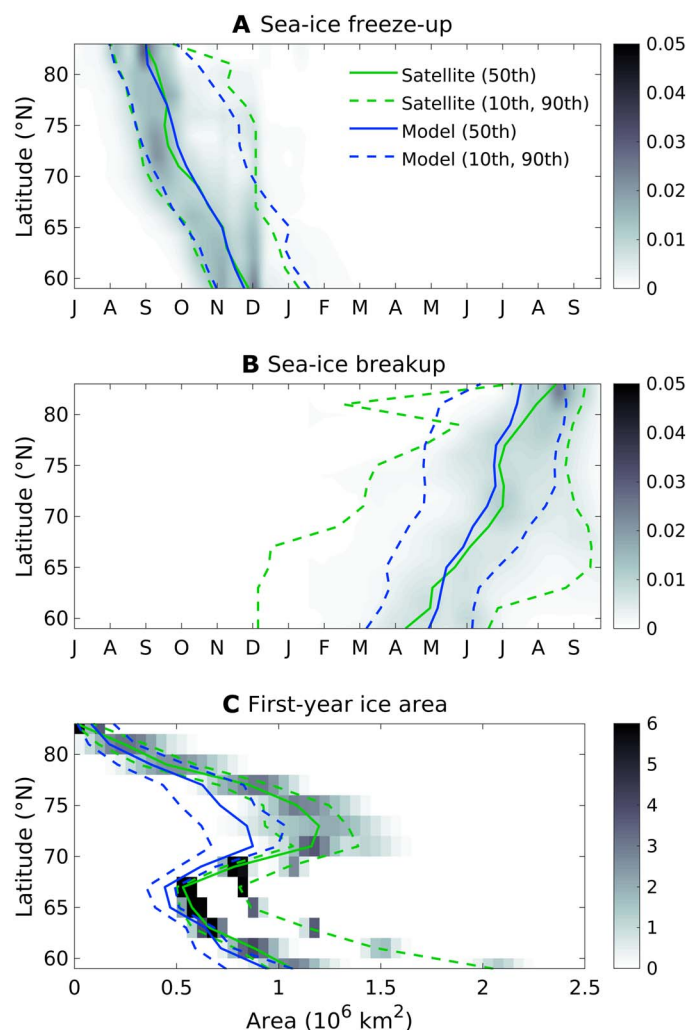 A Sea-ice freeze-up
Latitude (°N)
80
75
70
65
60
J A S O N D J F M A M J J A S
Satellite (50th)
Satellite (10th, 90th)
Model (50th)
Model (10th, 90th)
0.05
0.04
0.03
0.02
0.01
0
B Sea-ice breakup
Latitude (°N)
80
75
70
65
60
J A S O N D J F M A M J J A S
0.05
0.04
0.03
0.02
0.01
0
C First-year ice area
Latitude (°N)
80
75
70
65
60
0 0.5 1 1.5 2 2.5
Area (10⁶ km²)
6
5
4
3
2
1
0